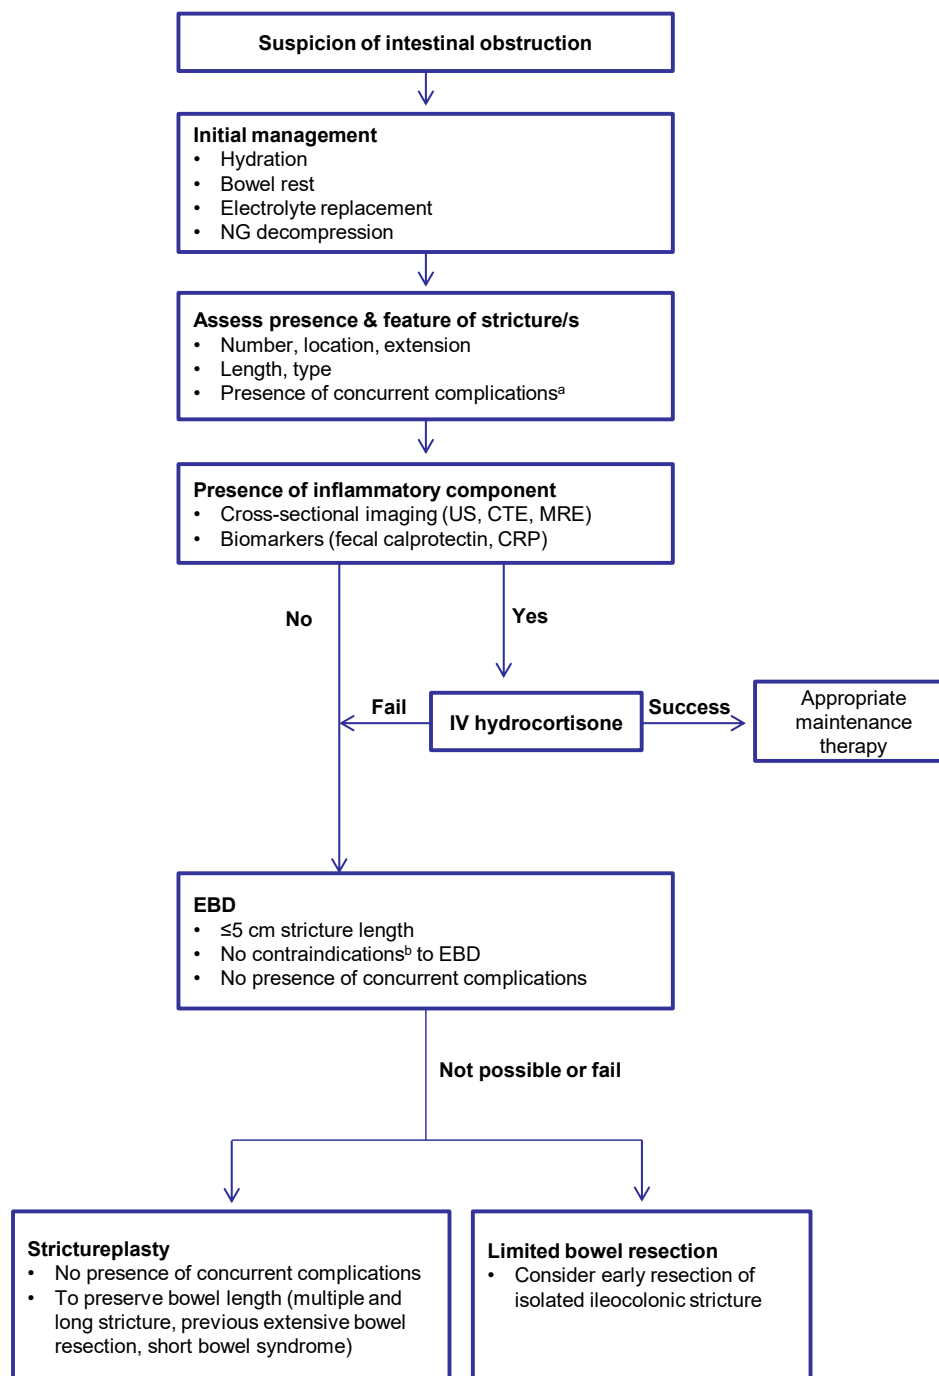 Suspicion of intestinal obstruction
Initial management
• Hydration
• Bowel rest
• Electrolyte replacement
• NG decompression
Assess presence & feature of stricture/s
• Number, location, extension
• Length, type
• Presence of concurrent complicationsᵃ
Presence of inflammatory component
• Cross-sectional imaging (US, CTE, MRE)
• Biomarkers (fecal calprotectin, CRP)
No
Yes
Fail
IV hydrocortisone
Success
Appropriate
maintenance
therapy
EBD
• ≤5 cm stricture length
• No contraindicationsᵇ to EBD
• No presence of concurrent complications
Not possible or fail
Strictureplasty
• No presence of concurrent complications
• To preserve bowel length (multiple and
long stricture, previous extensive bowel
resection, short bowel syndrome)
Limited bowel resection
• Consider early resection of
isolated ileocolonic stricture